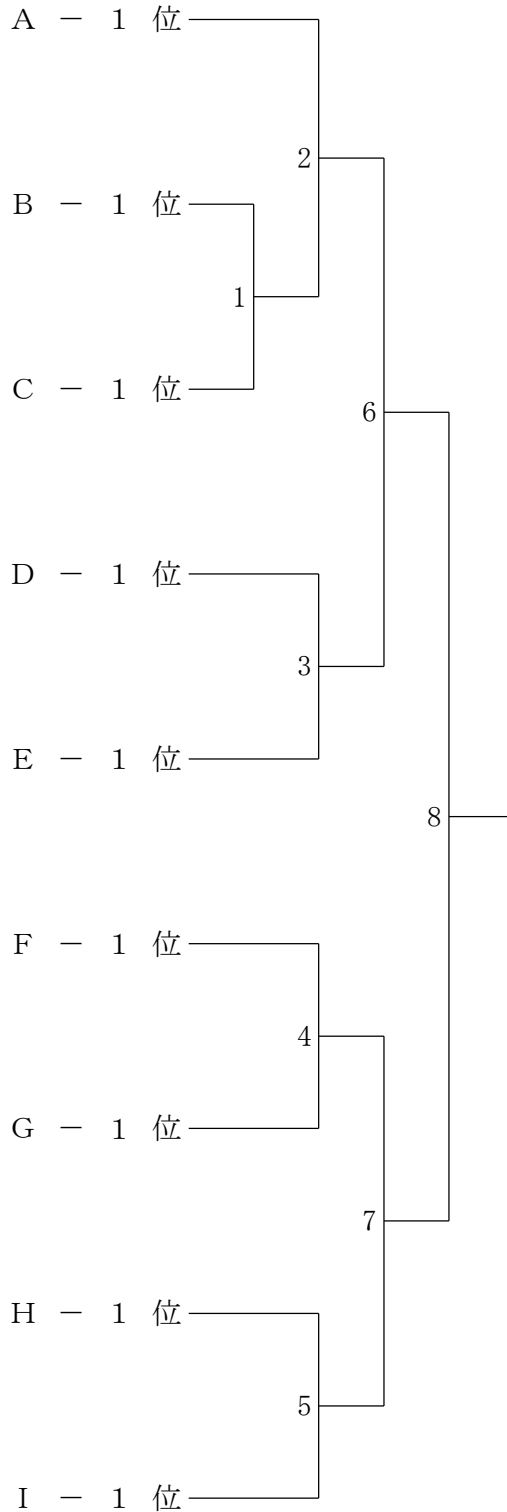 A － 1 位
2
B － 1 位
1
C － 1 位
6
D － 1 位
3
E － 1 位
8
F － 1 位
4
G － 1 位
7
H － 1 位
5
I － 1 位